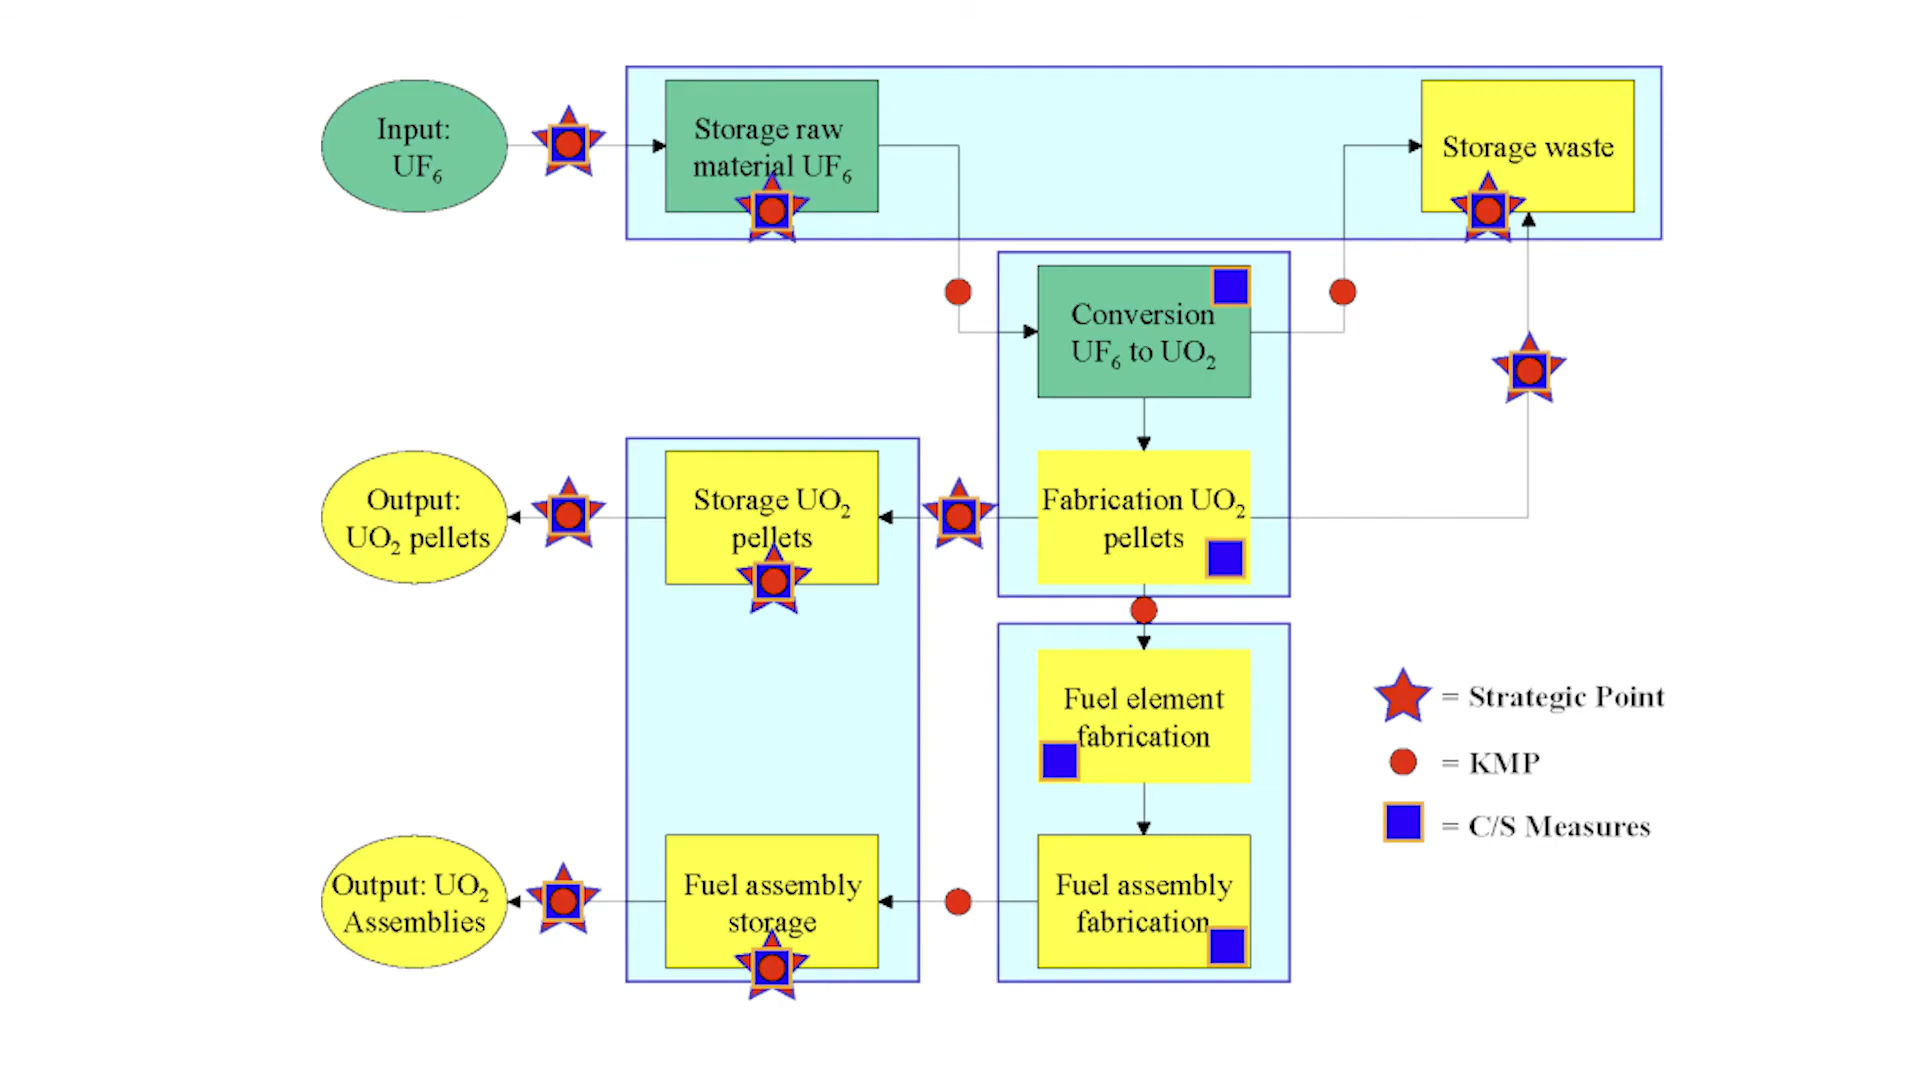 Input:
UF6
Storage raw
material UF6
Storage waste
Conversion
UF6 to UO2
Output:
UO2 pellets
Storage UO2
pellets
Fabrication UO2
pellets
Fuel element
fabrication
= Strategic Point
= KMP
= C/S Measures
Output: UO2
Assemblies
Fuel assembly
storage
Fuel assembly
fabrication